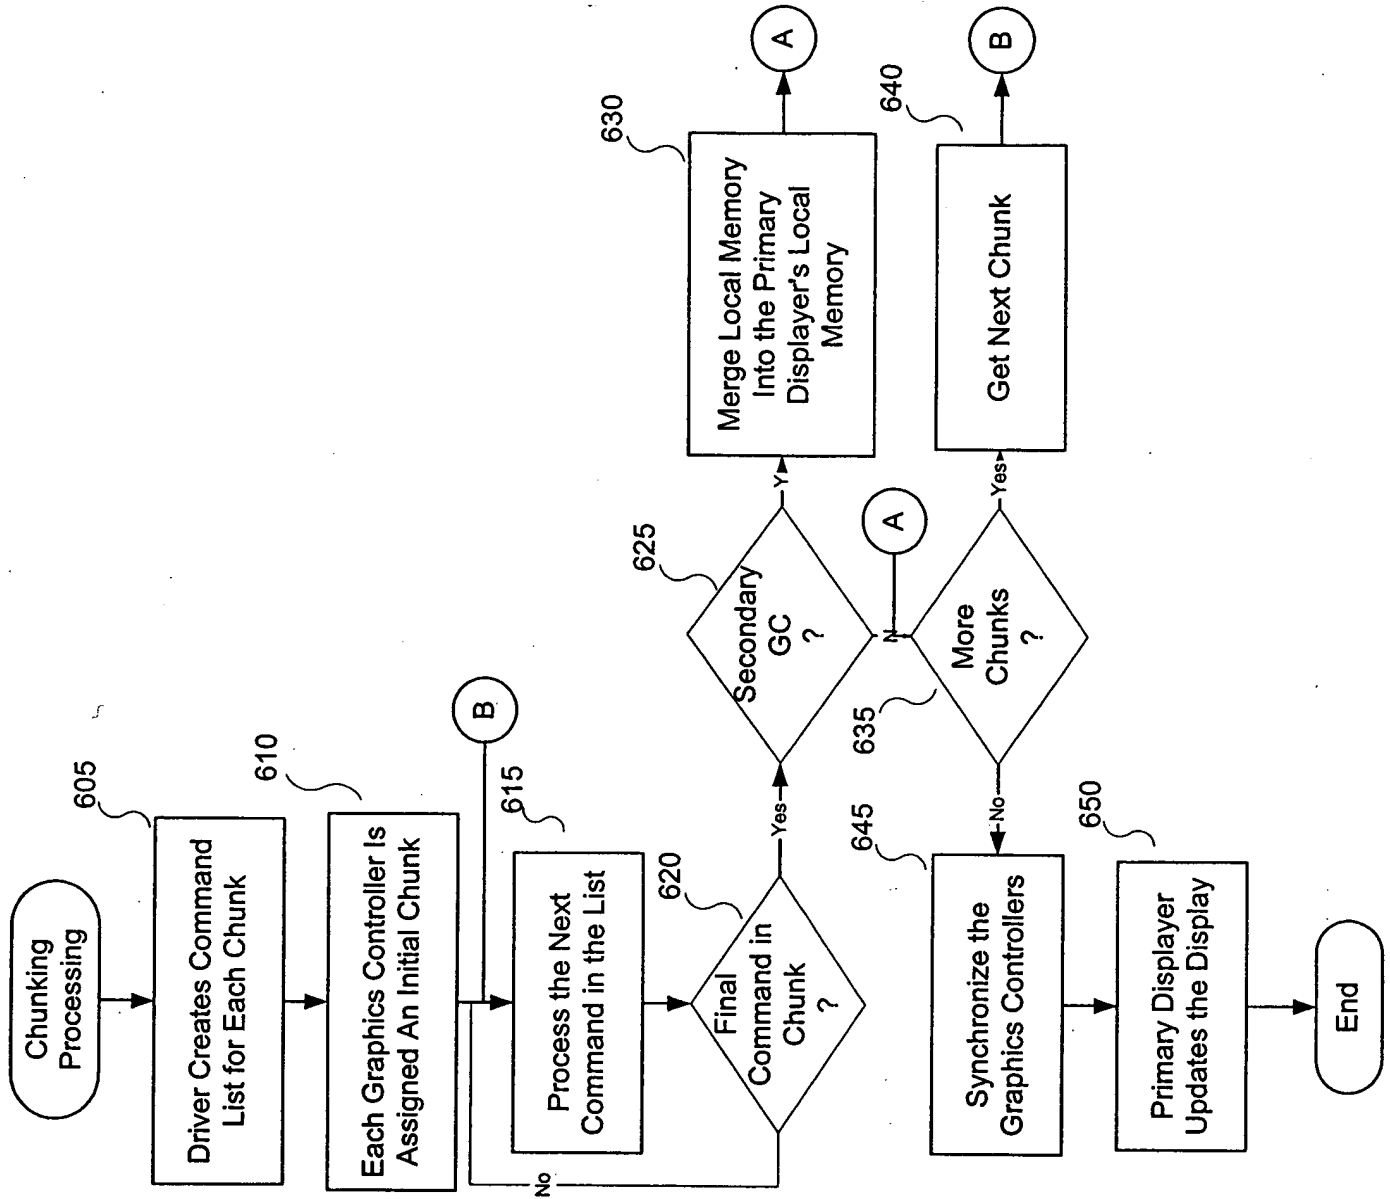 Chunking
Processing
605
Driver Creates Command
List for Each Chunk
610
Each Graphics Controller Is
Assigned An Initial Chunk
B
615
Process the Next
Command in the List
620
Final
Command in
Chunk
?
No
Yes
625
Secondary
GC
?
Y
630
Merge Local Memory
Into the Primary
Displayer's Local
Memory
A
N
A
635
More
Chunks
?
Yes
640
Get Next Chunk
B
No
645
Synchronize the
Graphics Controllers
650
Primary Displayer
Updates the Display
End